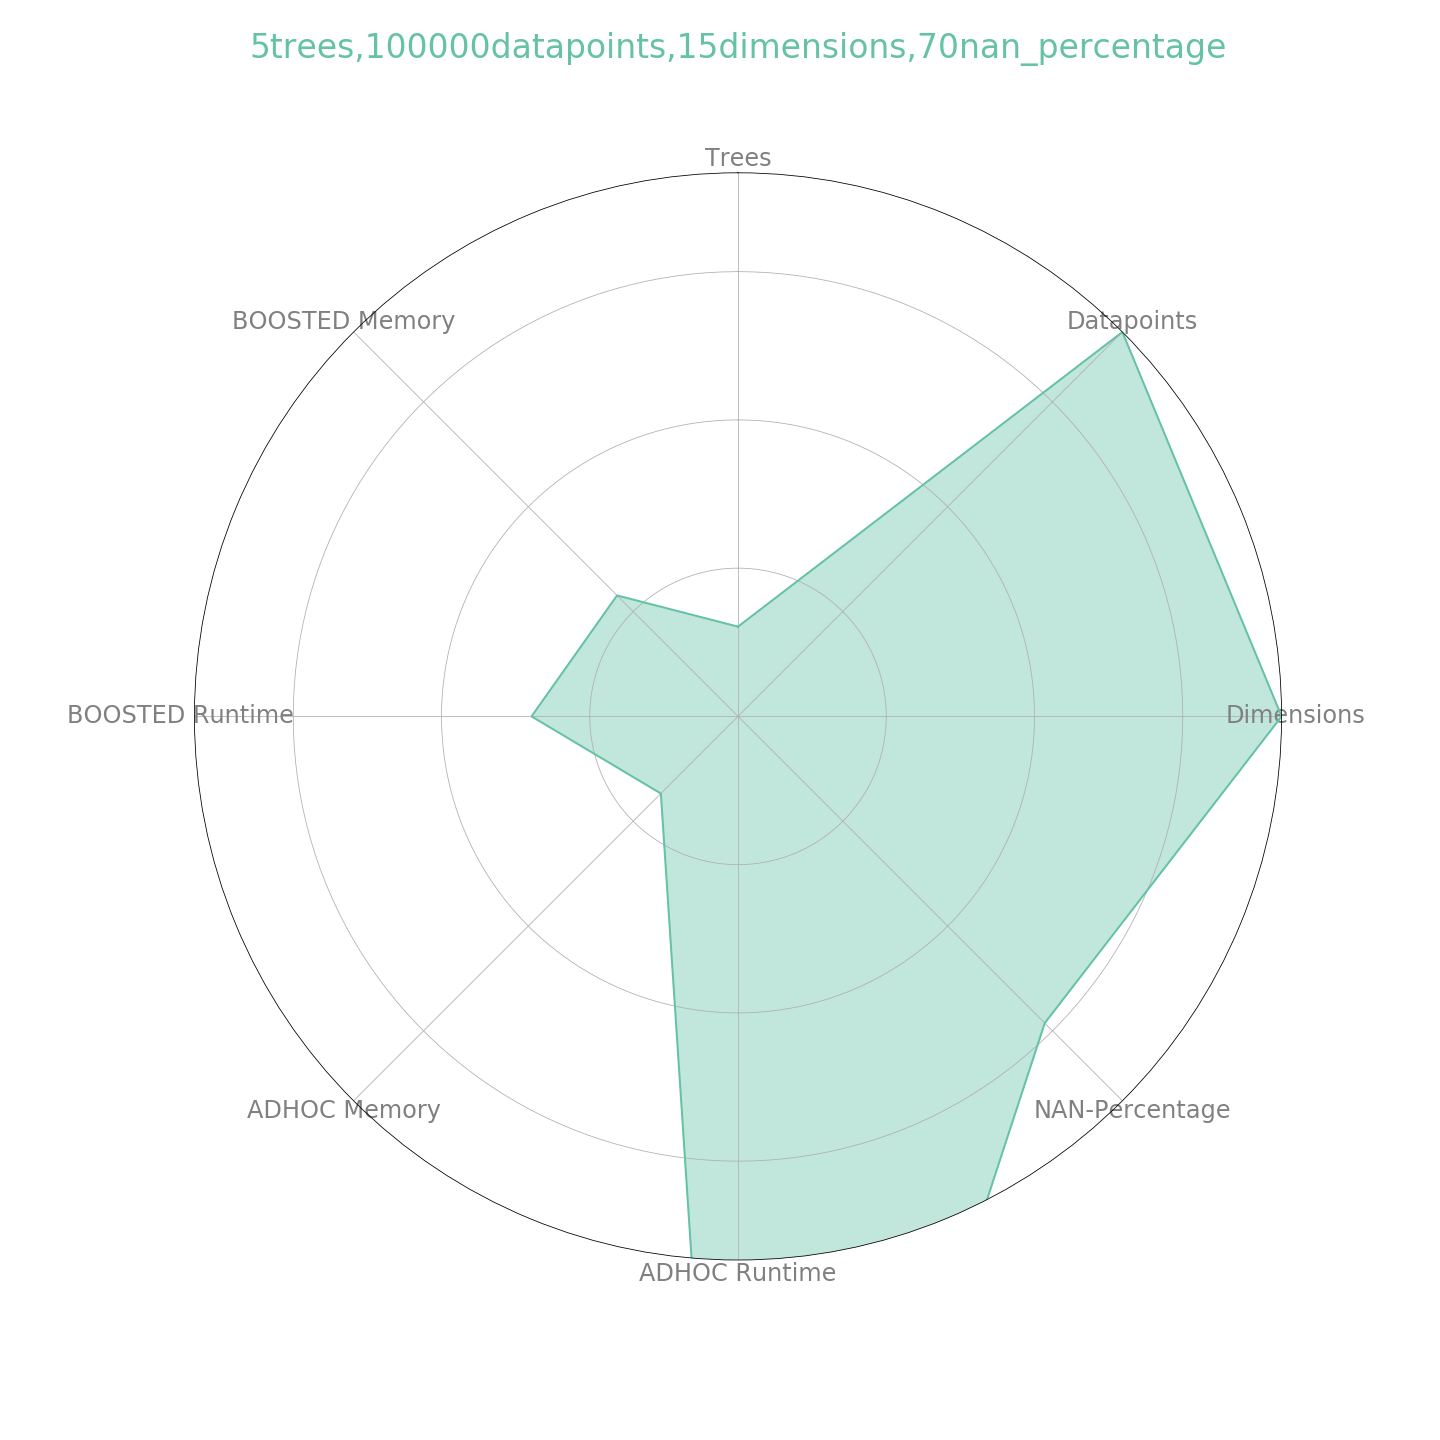 5trees,100000datapoints,15dimensions,70nan_percentage
Trees
BOOSTED Memory
Datapoints
BOOSTED Runtime
Dimensions
ADHOC Memory
NAN-Percentage
ADHOC Runtime